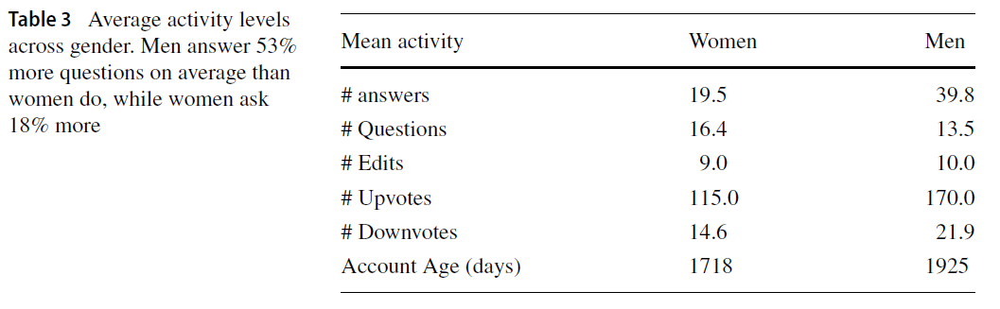 Table 3 Average activity levels
across gender. Men answer 53%
more questions on average than
women do, while women ask
18% more
Mean activity Women Men
# answers 19.5 39.8
# Questions 16.4 13.5
# Edits 9.0 10.0
# Upvotes 115.0 170.0
# Downvotes 14.6 21.9
Account Age (days) 1718 1925